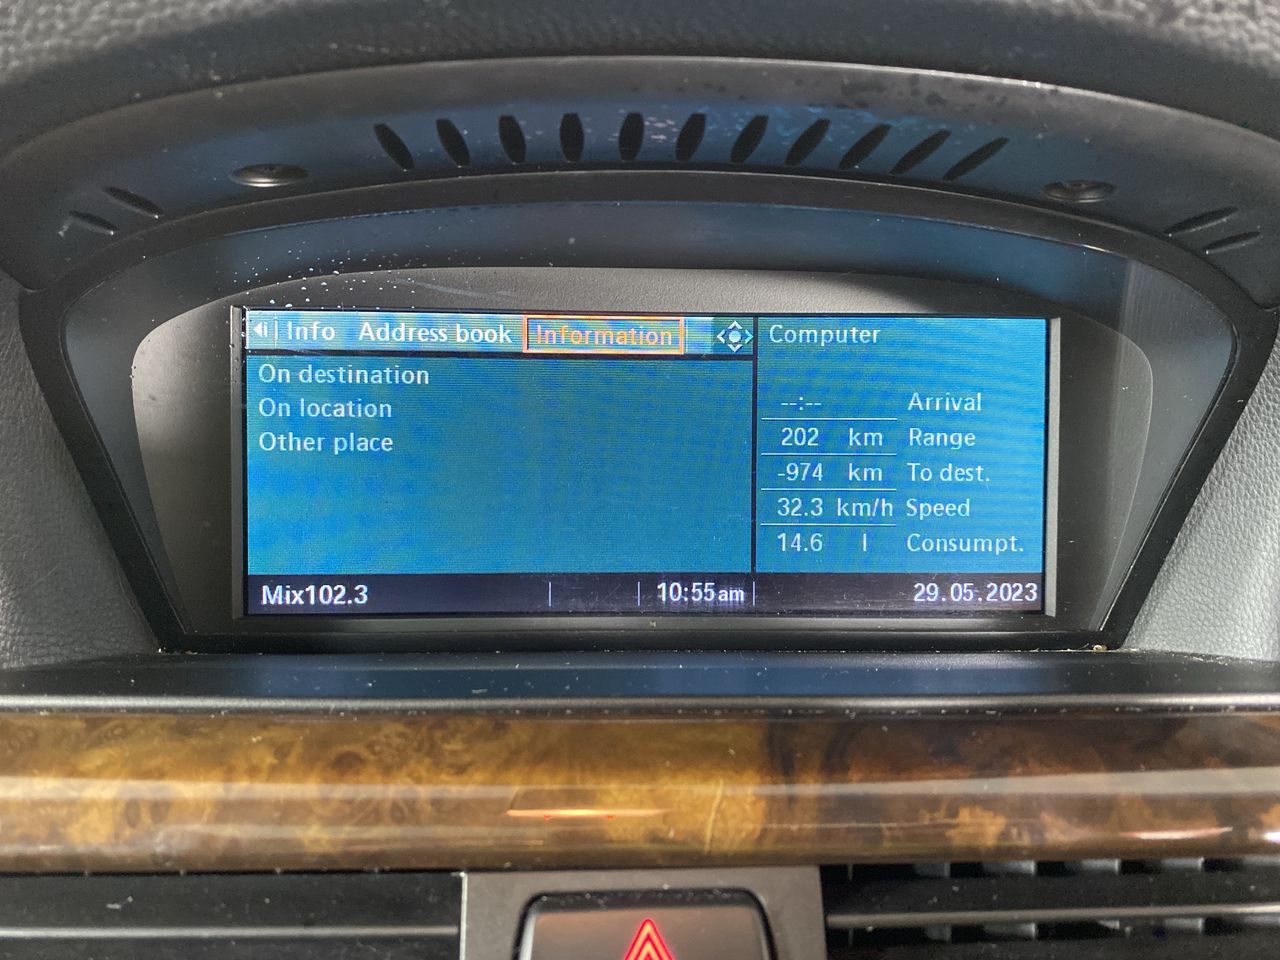 Info Address book Information
On destination
On location
Other place
Computer
--:-- Arrival
202 km Range
-974 km To dest.
32.3 km/h Speed
14.6 l Consumpt.
Mix102.3 10:55am 29.05.2023